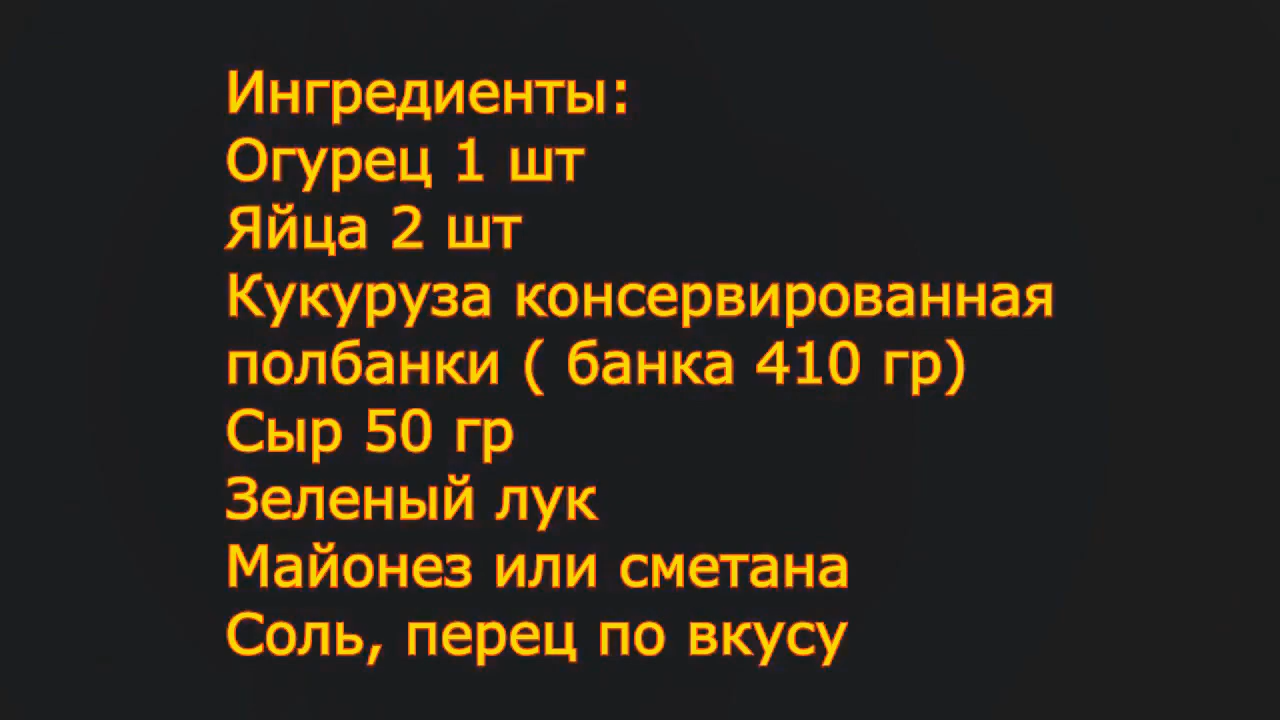 Ингредиенты:
Огурец 1 шт
Яйца 2 шт
Кукуруза консервированная
полбанки ( банка 410 гр)
Сыр 50 гр
Зеленый лук
Майонез или сметана
Соль, перец по вкусу